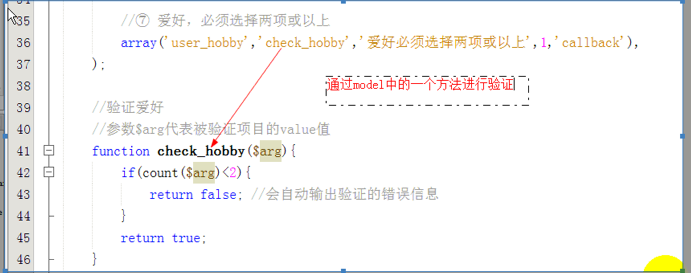 34
35 //⑦ 爱好，必须选择两项或以上
36 array('user_hobby','check_hobby','爱好必须选择两项或以上',1,'callback'),
37 );
38 通过model中的一个方法进行验证
39 //验证爱好
40 //参数$arg代表被验证项目的value值
41 function check_hobby($arg){
42 if(count($arg)<2){
43 return false; //会自动输出验证的错误信息
44 }
45 return true;
46 }